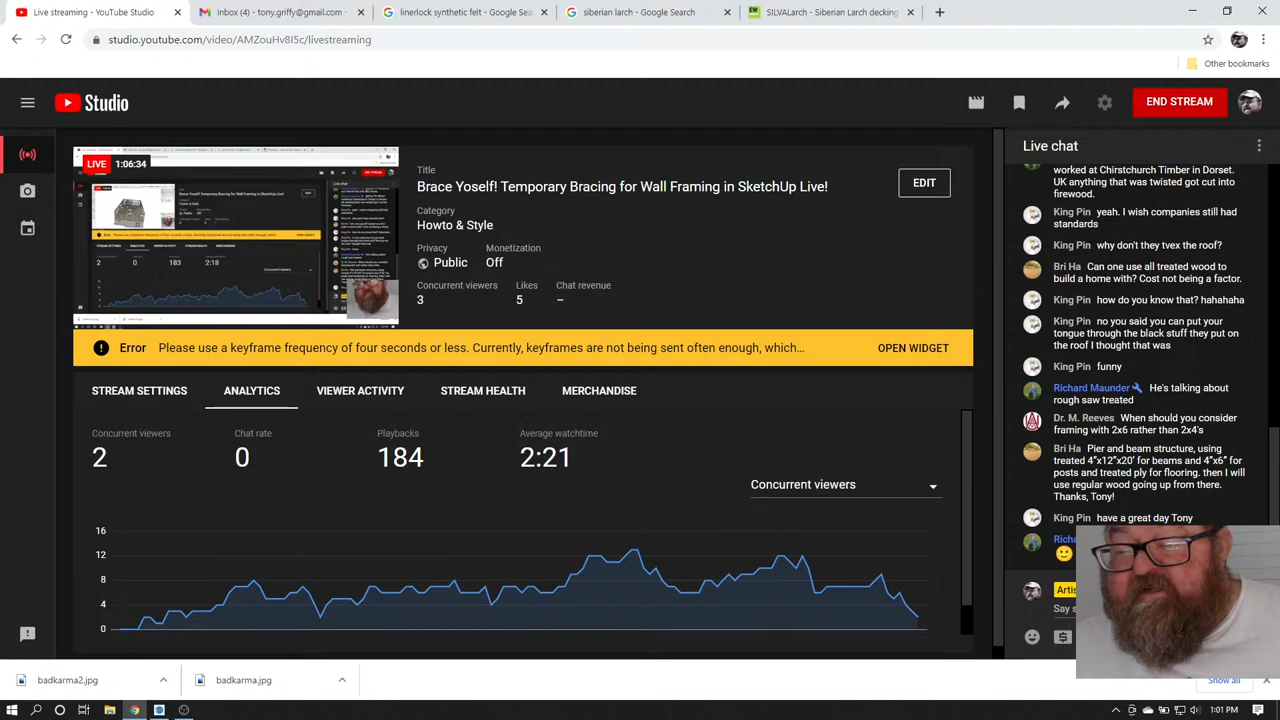 Live streaming - YouTube Studio
Inbox (4) - tony.griffy@gmail.com -
linerlock synthetic felt - Google Sea
siberian larch - Google Search
SILVALarch - Siberian Larch decking
studio.youtube.com/video/AMZouHv8I5c/livestreaming
Other bookmarks
Studio
END STREAM
LIVE 1:06:34
Title
Brace Yoself! Temporary Bracing for Wall Framing in SketchUp Live!
EDIT
Category
Howto & Style
Privacy Monetization
Public Off
Concurrent viewers Likes Chat revenue
3 5 –
Error Please use a keyframe frequency of four seconds or less. Currently, keyframes are not being sent often enough, which...
OPEN WIDGET
STREAM SETTINGS ANALYTICS VIEWER ACTIVITY STREAM HEALTH MERCHANDISE
Concurrent viewers Chat rate Playbacks Average watchtime
2 0 184 2:21
Concurrent viewers
16
12
8
4
0
Live chat
worked at Chirstchurch Timber in Dorset.
UK anything that was twisted got cut into
firewood.
King Pin yeah. I wish companies still had
standards
King Pin why don't they tvex the roof?
Bri Ha Can one use all treated wood to
build a home with? Cost not being a factor.
King Pin how do you know that? hahahaha
King Pin no you said you can put your
tongue through the black stuff they put on
the roof I thought that was
King Pin funny
Richard Maunder He's talking about
rough saw treated
Dr. M. Reeves When should you consider
framing with 2x6 rather than 2x4's
Bri Ha Pier and beam structure, using
treated 4"x12"x20' for beams and 4"x6" for
posts and treated ply for flooring. then I will
use regular wood going up from there.
Thanks, Tony!
King Pin have a great day Tony
Richa
Artis
Say s
badkarma2.jpg
badkarma.jpg
Show all
1:01 PM